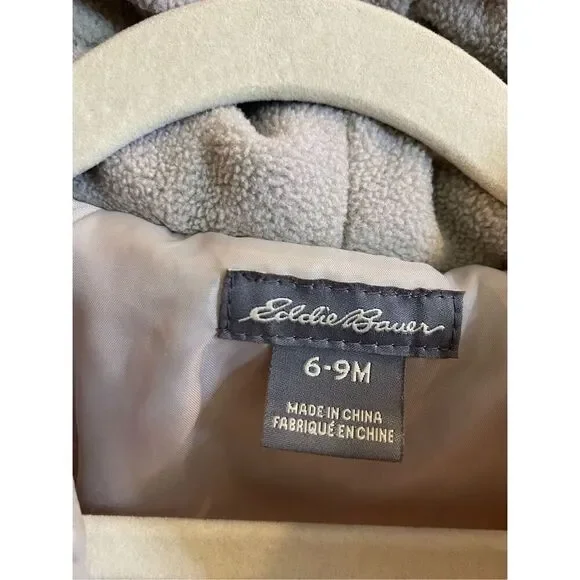 Eddie Bauer
6-9M
MADE IN CHINA
FABRIQUÉ EN CHINE